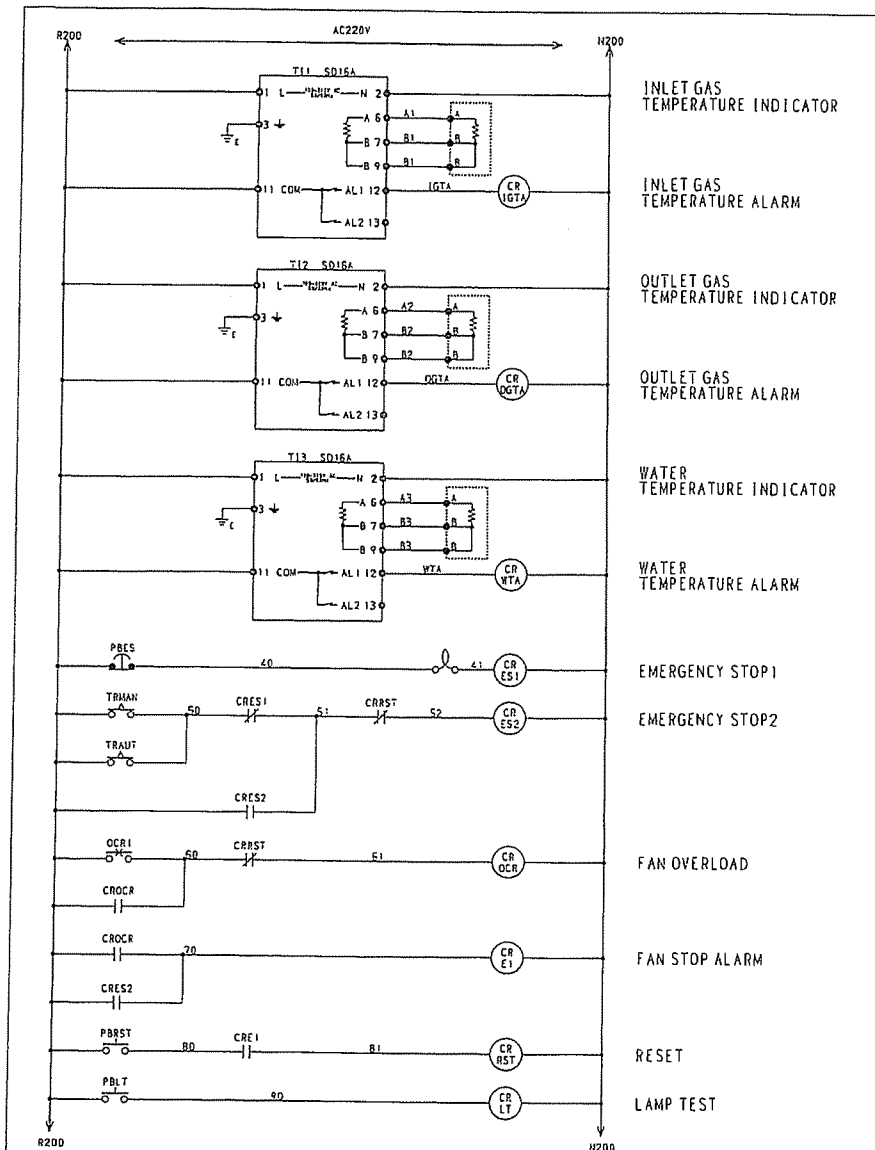 R200 AC220V N200
TI1 SD16A
1 L N 2
INLET GAS
TEMPERATURE INDICATOR
A 6 A1 A
3 E
B 7 B1 B
B 9 B1 B
11 COM AL1 12 IGTA CR IGTA
INLET GAS
TEMPERATURE ALARM
AL2 13
TI2 SD16A
1 L N 2
OUTLET GAS
TEMPERATURE INDICATOR
A 6 A2 A
3 E
B 7 B2 B
B 9 B2 B
11 COM AL1 12 OGTA CR OGTA
OUTLET GAS
TEMPERATURE ALARM
AL2 13
TI3 SD16A
1 L N 2
WATER
TEMPERATURE INDICATOR
A 6 A3 A
3 E
B 7 B3 B
B 9 B3 B
11 COM AL1 12 WTA CR WTA
WATER
TEMPERATURE ALARM
AL2 13
PBES 40 41 CR ES1 EMERGENCY STOP1
TRMAN 50 CRES1 51 CRRST 52 CR ES2 EMERGENCY STOP2
TRAUT
CRES2
OCR1 60 CRRST 61 CR OCR FAN OVERLOAD
CROCR
CROCR 70 CR E1 FAN STOP ALARM
CRES2
PBRST 80 CRE1 81 CR RST RESET
PBLT 90 CR LT LAMP TEST
R200 N200